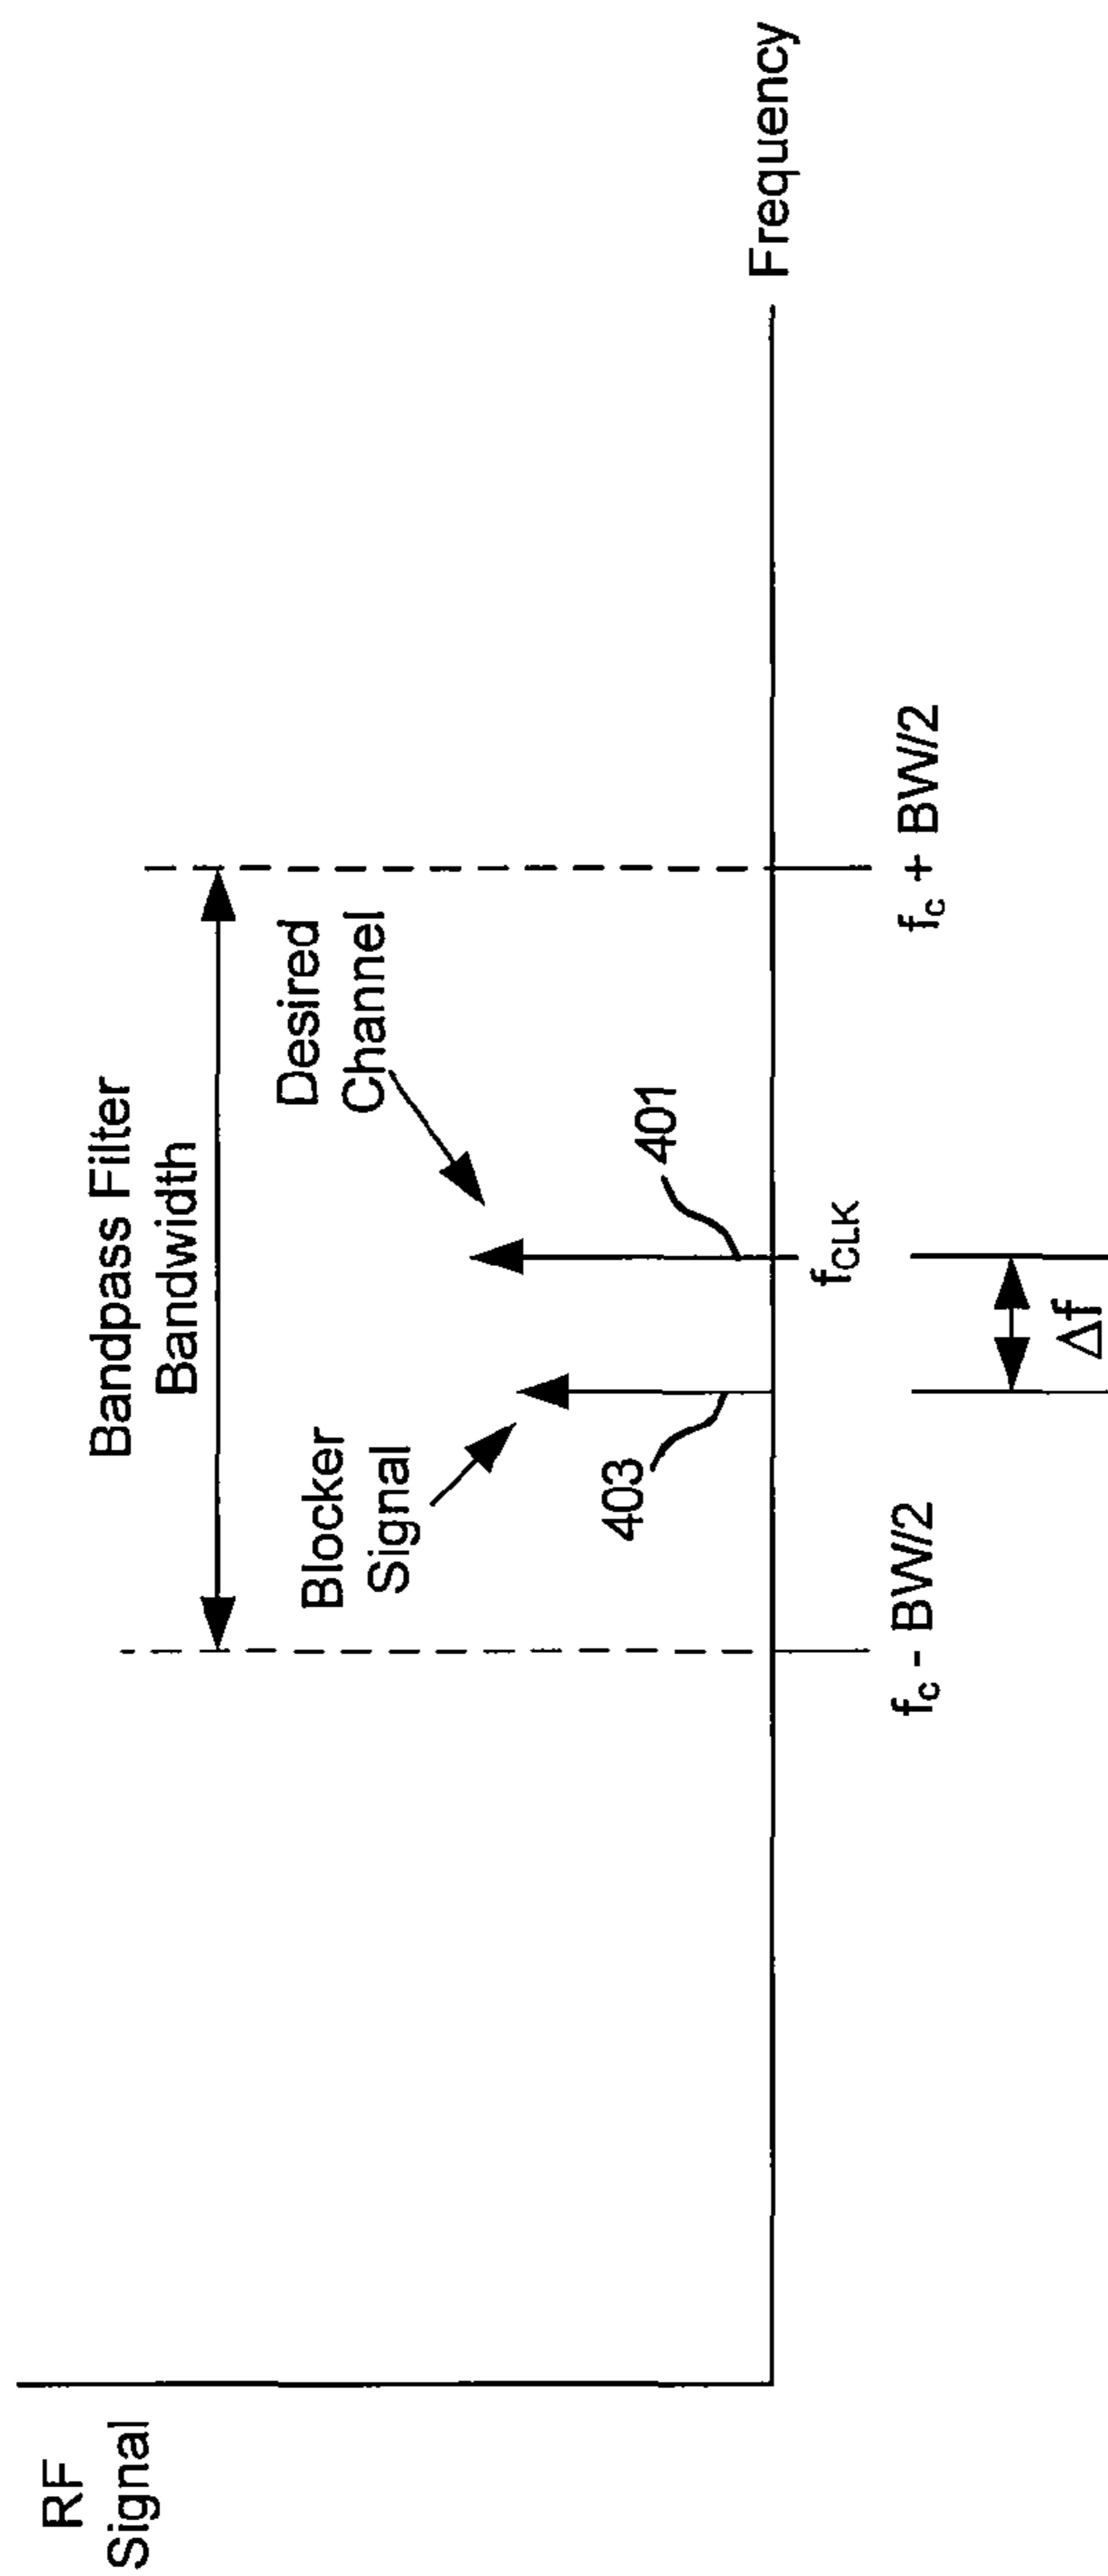 RF
Signal
Bandpass Filter
Bandwidth
Blocker
Signal
Desired
Channel
403
401
f_CLK
Frequency
f_c - BW/2
f_c + BW/2
Δf